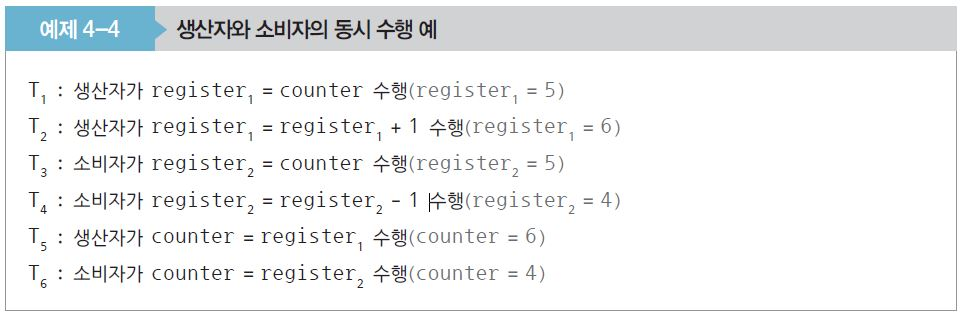 예제 4-4 생산자와 소비자의 동시 수행 예
T₁ : 생산자가 register₁ = counter 수행(register₁ = 5)
T₂ : 생산자가 register₁ = register₁ + 1 수행(register₁ = 6)
T₃ : 소비자가 register₂ = counter 수행(register₂ = 5)
T₄ : 소비자가 register₂ = register₂ - 1 수행(register₂ = 4)
T₅ : 생산자가 counter = register₁ 수행(counter = 6)
T₆ : 소비자가 counter = register₂ 수행(counter = 4)